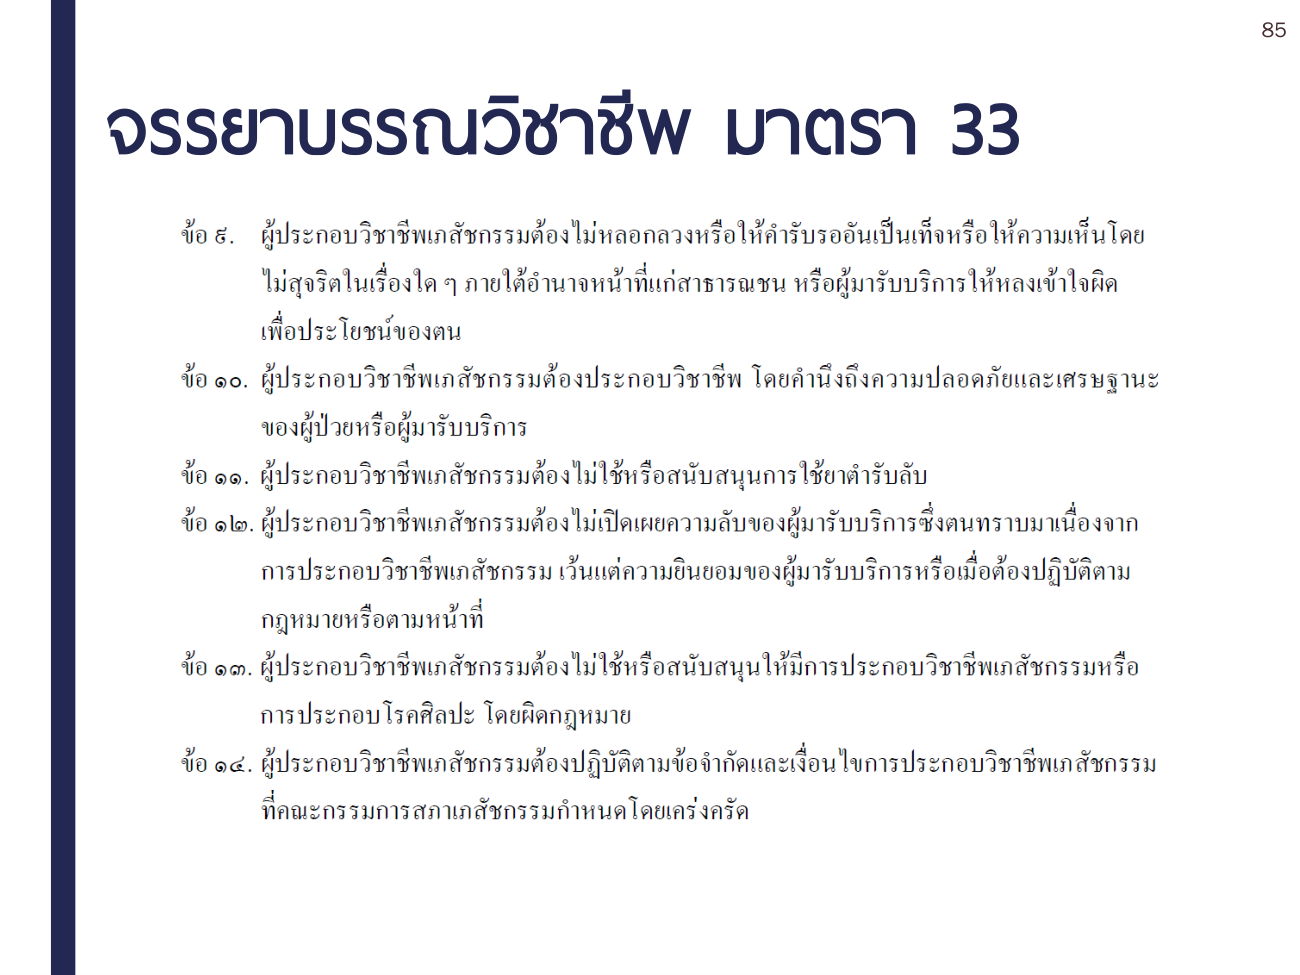 85
จรรยาบรรณวิชาชีพ มาตรา 33
ข้อ ๙. ผู้ประกอบวิชาชีพเภสัชกรรมต้องไม่หลอกลวงหรือให้คำรับรองอันเป็นเท็จหรือให้ความเห็นโดย
ไม่สุจริตในเรื่องใด ๆ ภายใต้อำนาจหน้าที่แก่สาธารณชน หรือผู้มารับบริการให้หลงเข้าใจผิด
เพื่อประโยชน์ของตน
ข้อ ๑๐. ผู้ประกอบวิชาชีพเภสัชกรรมต้องประกอบวิชาชีพ โดยคำนึงถึงความปลอดภัยและเศรษฐานะ
ของผู้ป่วยหรือผู้มารับบริการ
ข้อ ๑๑. ผู้ประกอบวิชาชีพเภสัชกรรมต้องไม่ใช้หรือสนับสนุนการใช้ยาตำรับลับ
ข้อ ๑๒. ผู้ประกอบวิชาชีพเภสัชกรรมต้องไม่เปิดเผยความลับของผู้มารับบริการซึ่งตนทราบมาเนื่องจาก
การประกอบวิชาชีพเภสัชกรรม เว้นแต่ความยินยอมของผู้มารับบริการหรือเมื่อต้องปฏิบัติตาม
กฎหมายหรือตามหน้าที่
ข้อ ๑๓. ผู้ประกอบวิชาชีพเภสัชกรรมต้องไม่ใช้หรือสนับสนุนให้มีการประกอบวิชาชีพเภสัชกรรมหรือ
การประกอบโรคศิลปะ โดยผิดกฎหมาย
ข้อ ๑๔. ผู้ประกอบวิชาชีพเภสัชกรรมต้องปฏิบัติตามข้อจำกัดและเงื่อนไขการประกอบวิชาชีพเภสัชกรรม
ที่คณะกรรมการสภาเภสัชกรรมกำหนดโดยเคร่งครัด